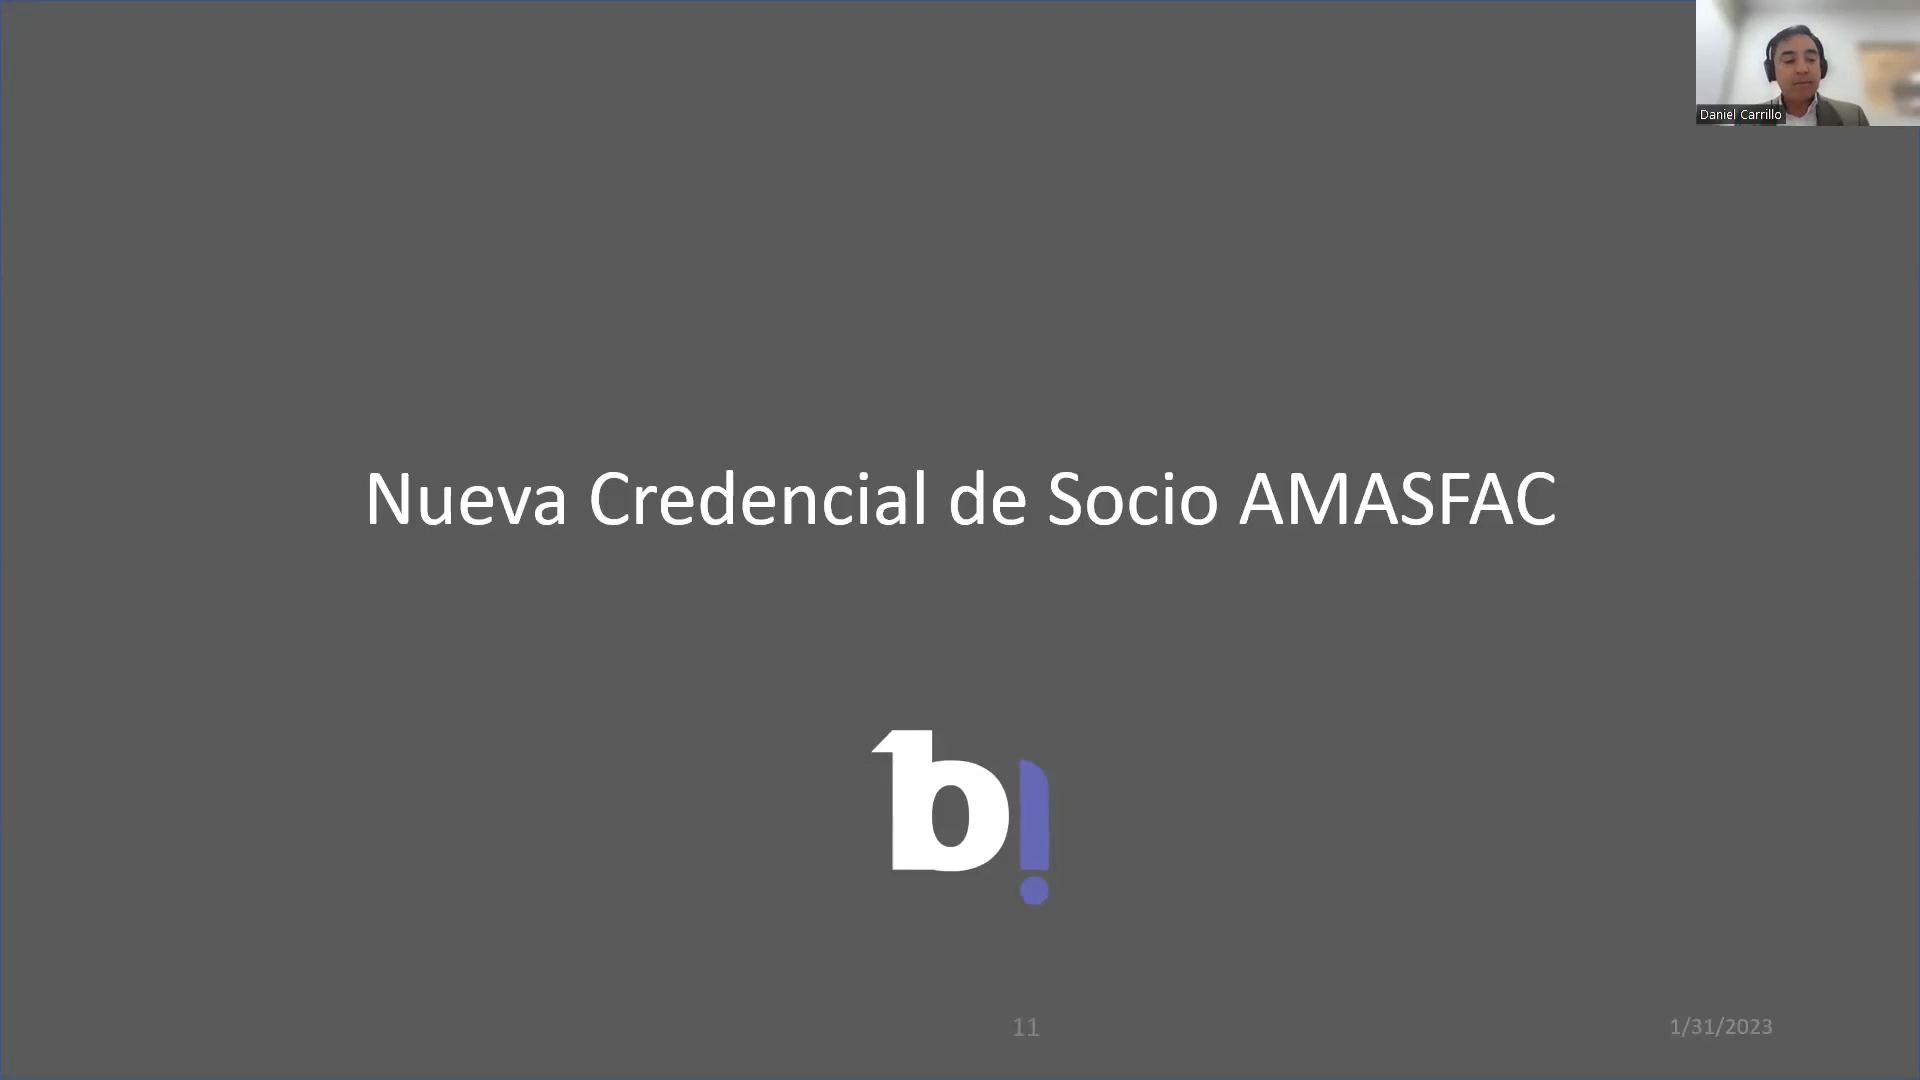 Daniel Carrillo
Nueva Credencial de Socio AMASFAC
b!
11
1/31/2023